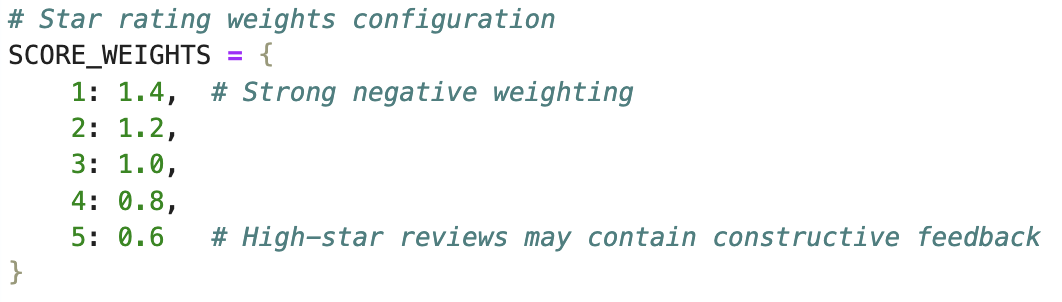 # Star rating weights configuration
SCORE_WEIGHTS = {
    1: 1.4,  # Strong negative weighting
    2: 1.2,
    3: 1.0,
    4: 0.8,
    5: 0.6   # High-star reviews may contain constructive feedback
}